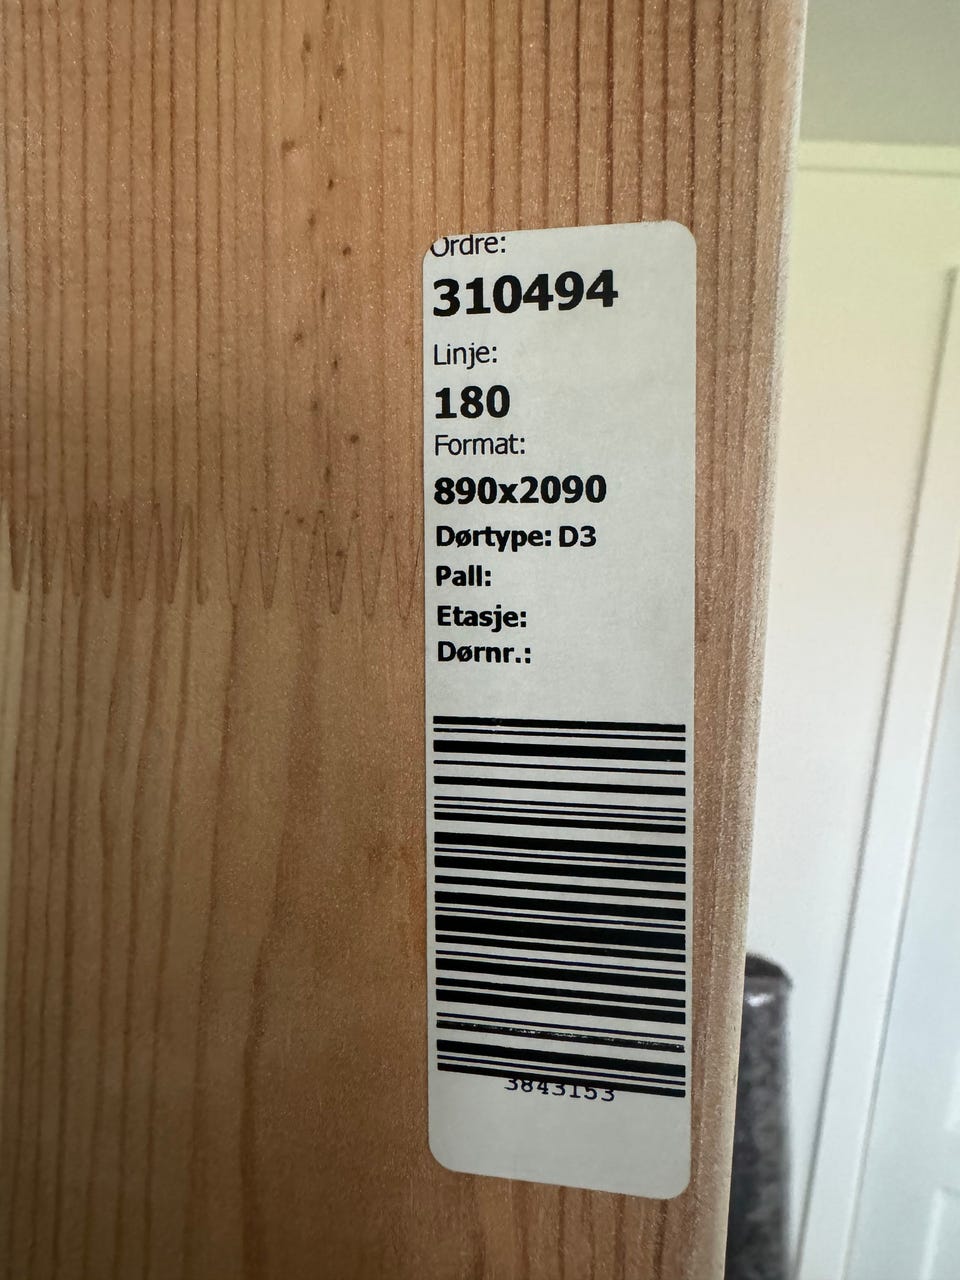 Ordre:
310494
Linje:
180
Format:
890x2090
Dørtype: D3
Pall:
Etasje:
Dørnr.:
3843153